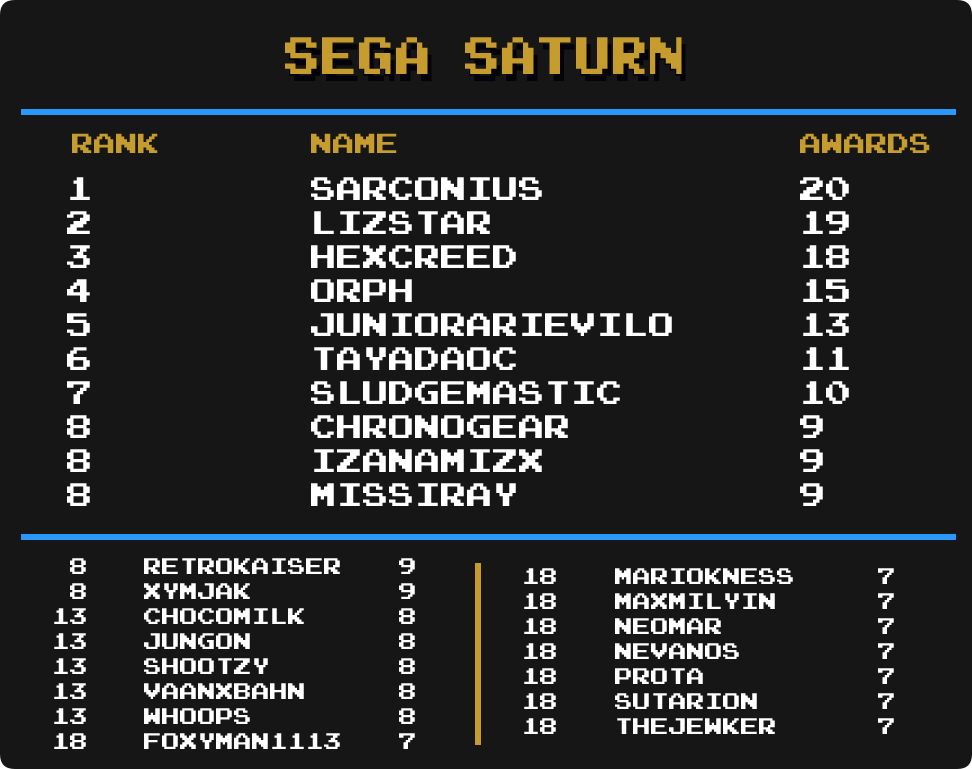 SEGA SATURN
RANK NAME AWARDS
1 SARCONIUS 20
2 LIZSTAR 19
3 HEXCREED 18
4 ORPH 15
5 JUNIORARIEVILO 13
6 TAYADAOC 11
7 SLUDGEMASTIC 10
8 CHRONOGEAR 9
8 IZANAMIZX 9
8 MISSIRAY 9
8 RETROKAISER 9
8 XYMJAK 9
13 CHOCOMILK 8
13 JUNGON 8
13 SHOOTZY 8
13 VAANXBAHN 8
13 WHOOPS 8
18 FOXYMAN1113 7
18 MARIOKNESS 7
18 MAXMILYIN 7
18 NEOMAR 7
18 NEVANOS 7
18 PROTA 7
18 SUTARION 7
18 THEJEWKER 7